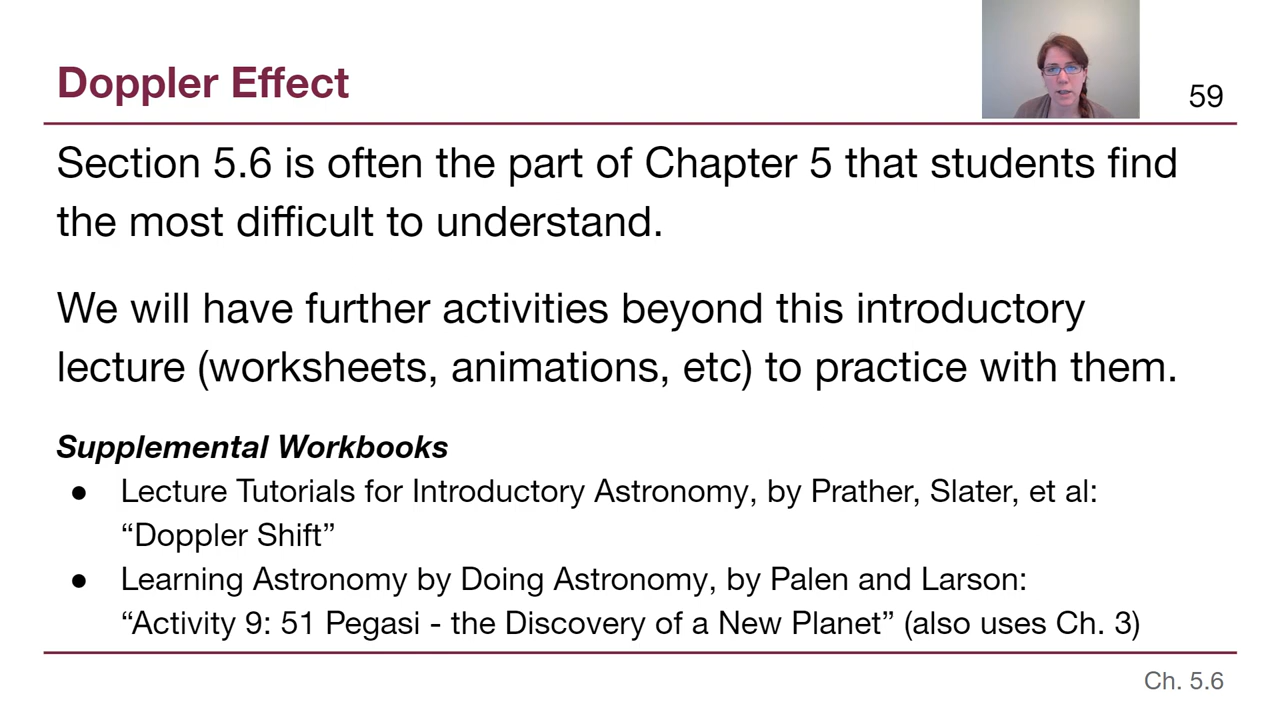 Doppler Effect
59
Section 5.6 is often the part of Chapter 5 that students find
the most difficult to understand.
We will have further activities beyond this introductory
lecture (worksheets, animations, etc) to practice with them.
Supplemental Workbooks
● Lecture Tutorials for Introductory Astronomy, by Prather, Slater, et al:
“Doppler Shift”
● Learning Astronomy by Doing Astronomy, by Palen and Larson:
“Activity 9: 51 Pegasi - the Discovery of a New Planet” (also uses Ch. 3)
Ch. 5.6